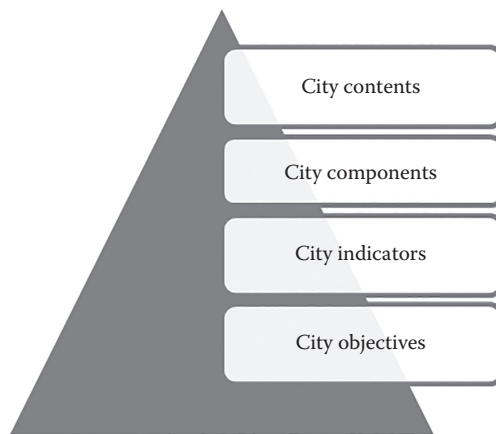 City contents
City components
City indicators
City objectives